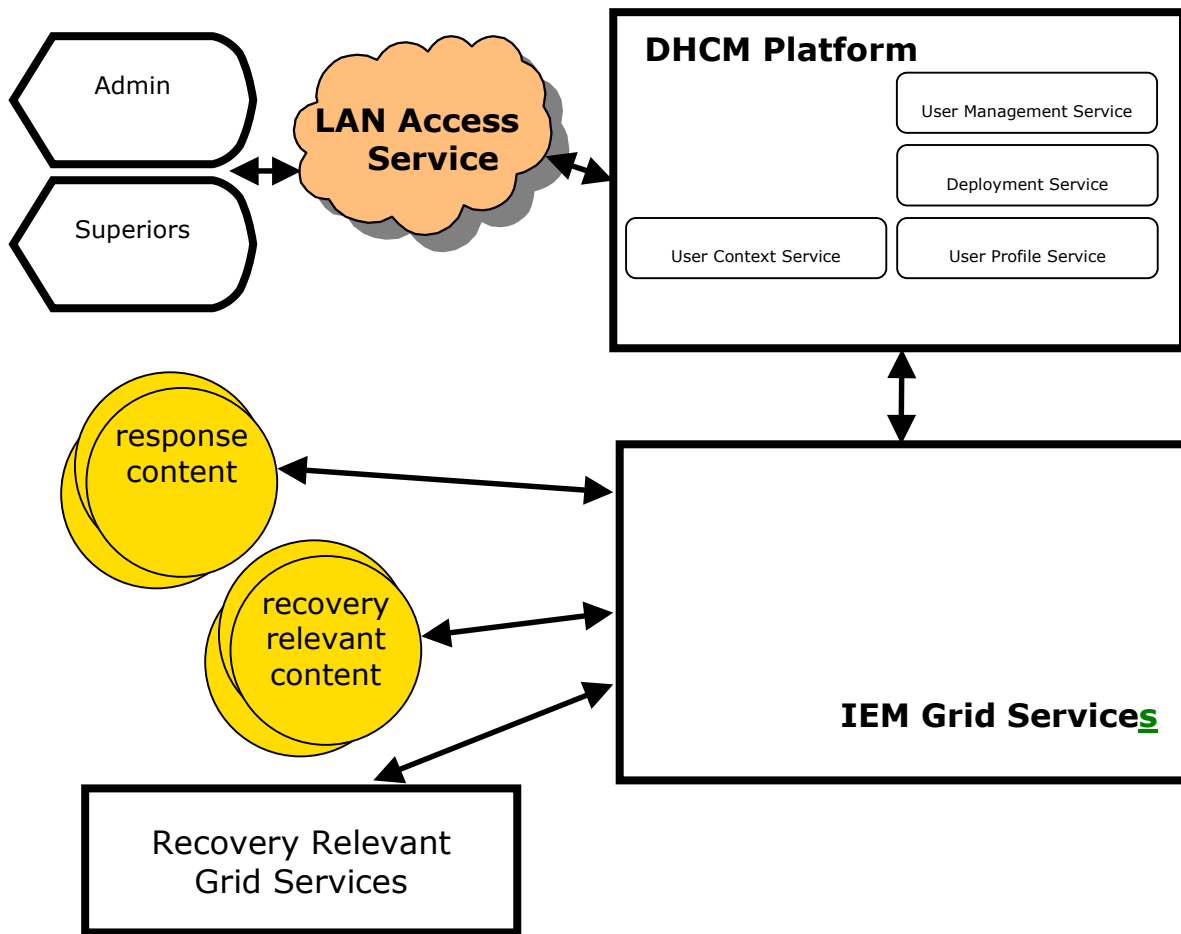 Admin
Superiors
LAN Access
Service
DHCM Platform
User Management Service
Deployment Service
User Context Service
User Profile Service
response
content
recovery
relevant
content
IEM Grid Services
Recovery Relevant
Grid Services